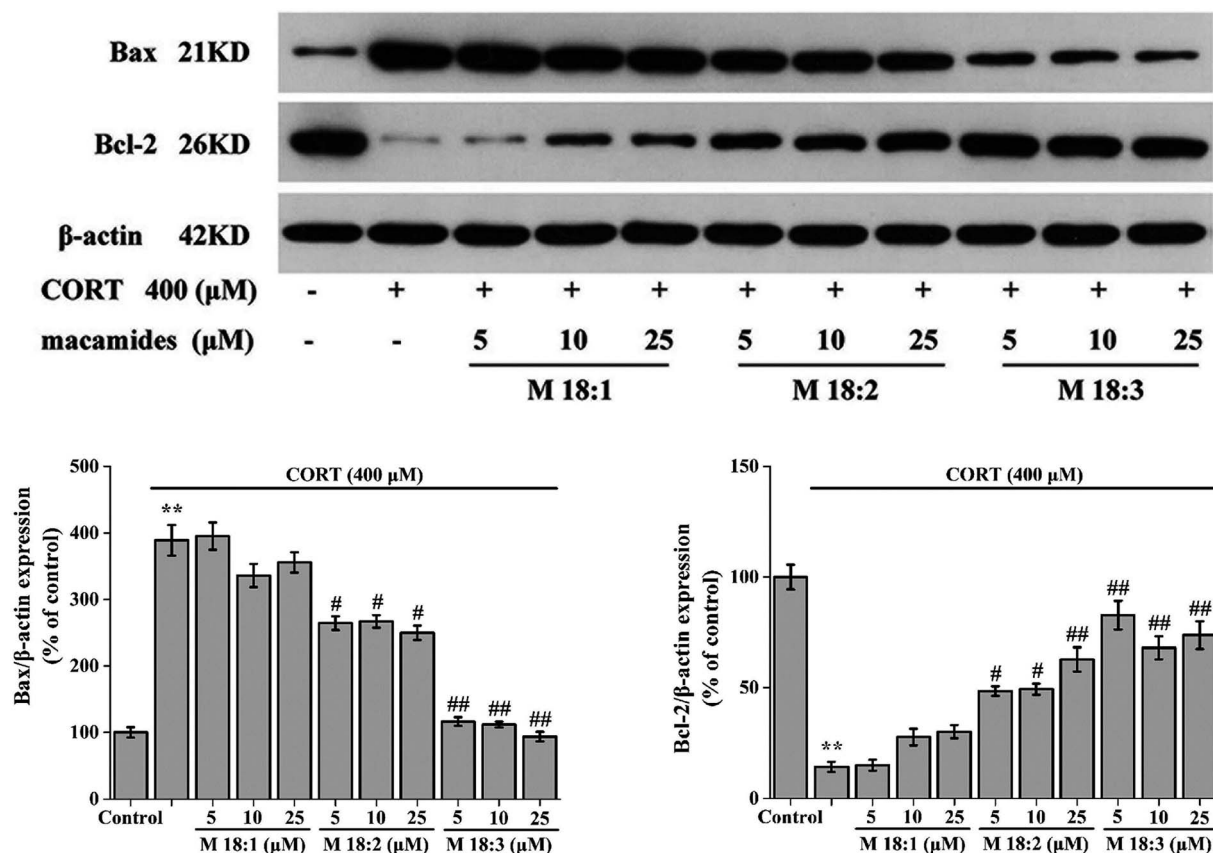 Bax 21KD
Bcl-2 26KD
β-actin 42KD
CORT 400 (μM) - + + + + + + + + + +
macamides (μM) - - 5 10 25 5 10 25 5 10 25
M 18:1 M 18:2 M 18:3
Bax/β-actin expression
(% of control)
500
400
300
200
100
0
CORT (400 μM)
**
# # #
## ## ##
Control 5 10 25 5 10 25 5 10 25
M 18:1 (μM) M 18:2 (μM) M 18:3 (μM)
Bcl-2/β-actin expression
(% of control)
150
100
50
0
CORT (400 μM)
**
# # ##
## ## ##
Control 5 10 25 5 10 25 5 10 25
M 18:1 (μM) M 18:2 (μM) M 18:3 (μM)